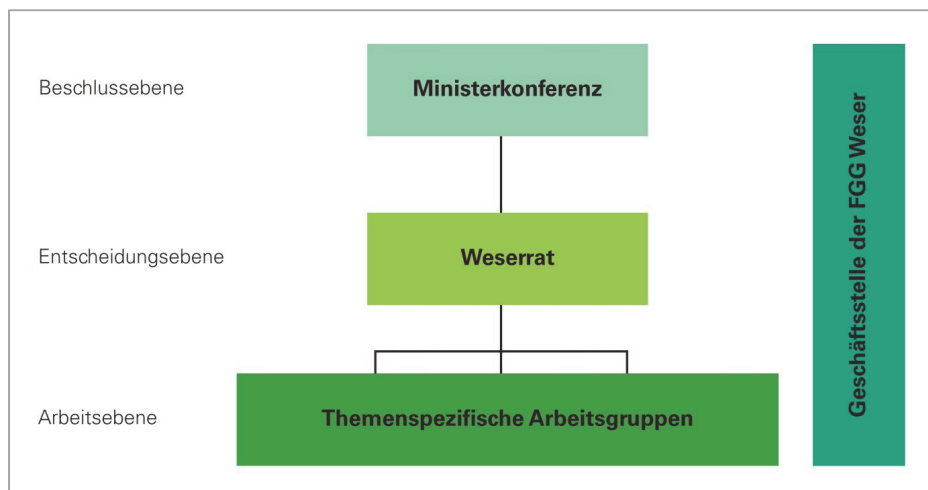 Beschlussebene
Ministerkonferenz
Entscheidungsebene
Weserrat
Arbeitsebene
Themenspezifische Arbeitsgruppen
Geschäftsstelle der FGG Weser